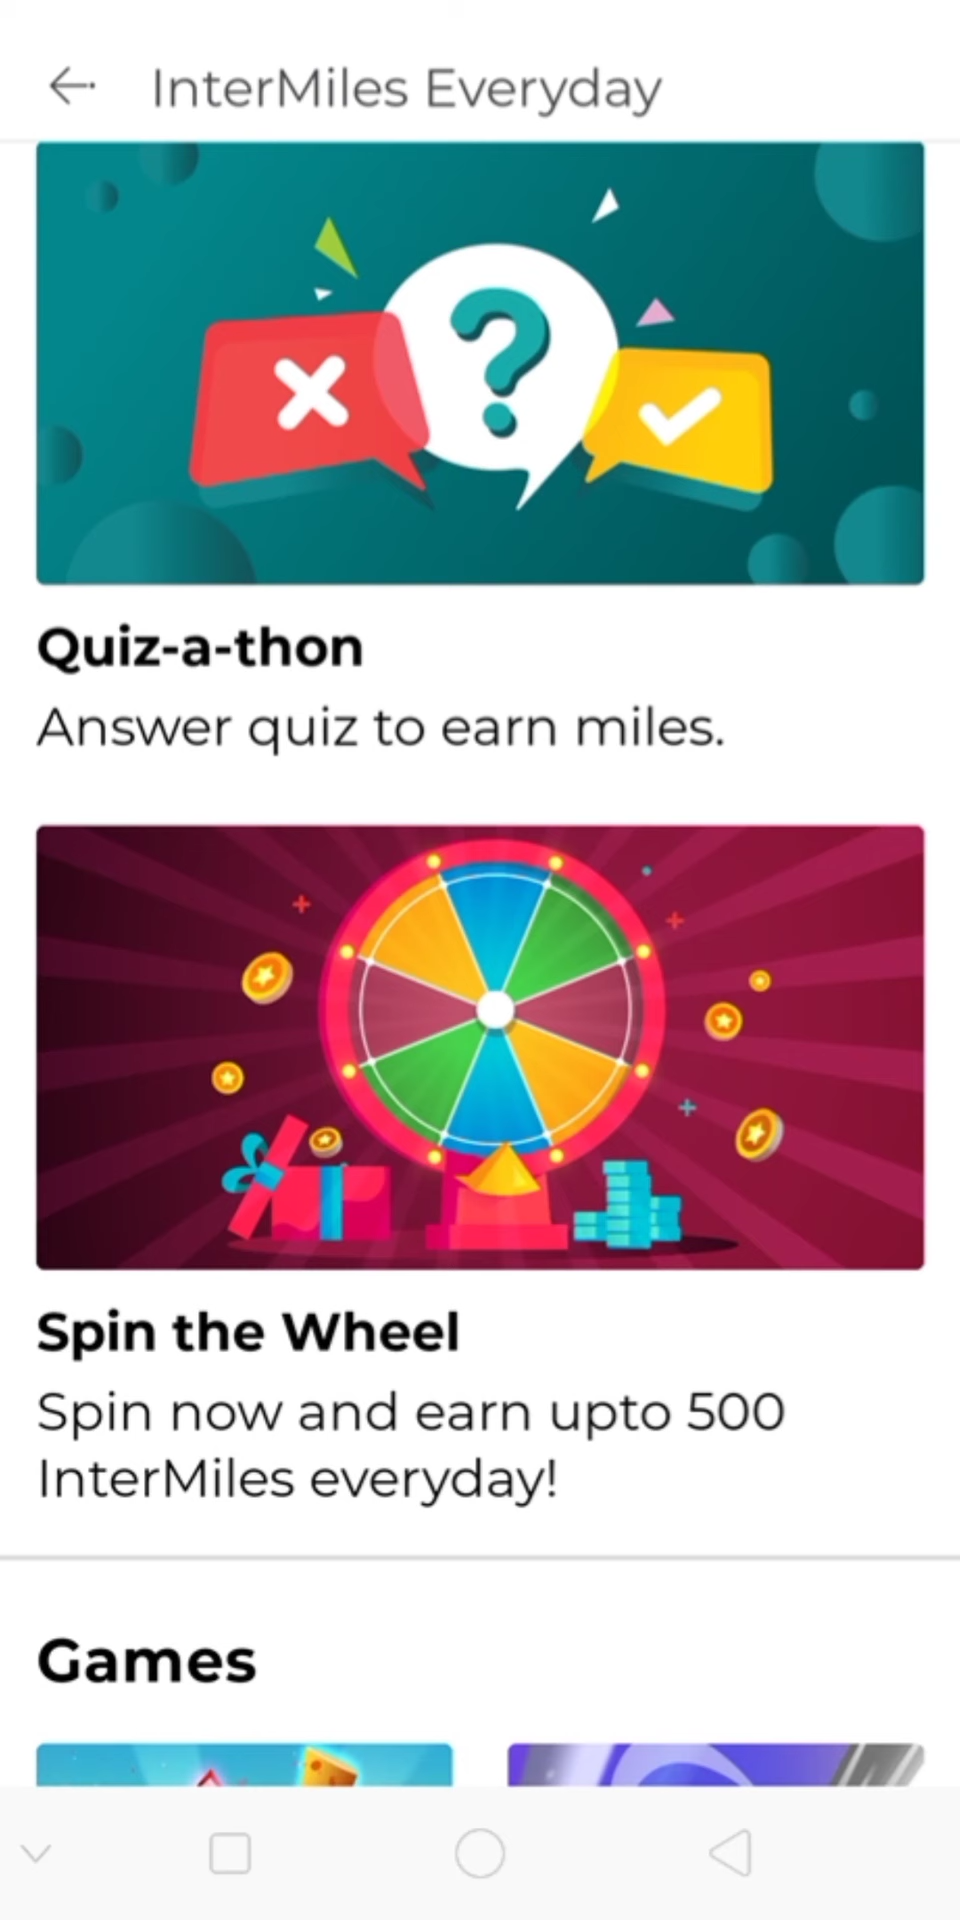 InterMiles Everyday
Quiz-a-thon
Answer quiz to earn miles.
Spin the Wheel
Spin now and earn upto 500
InterMiles everyday!
Games